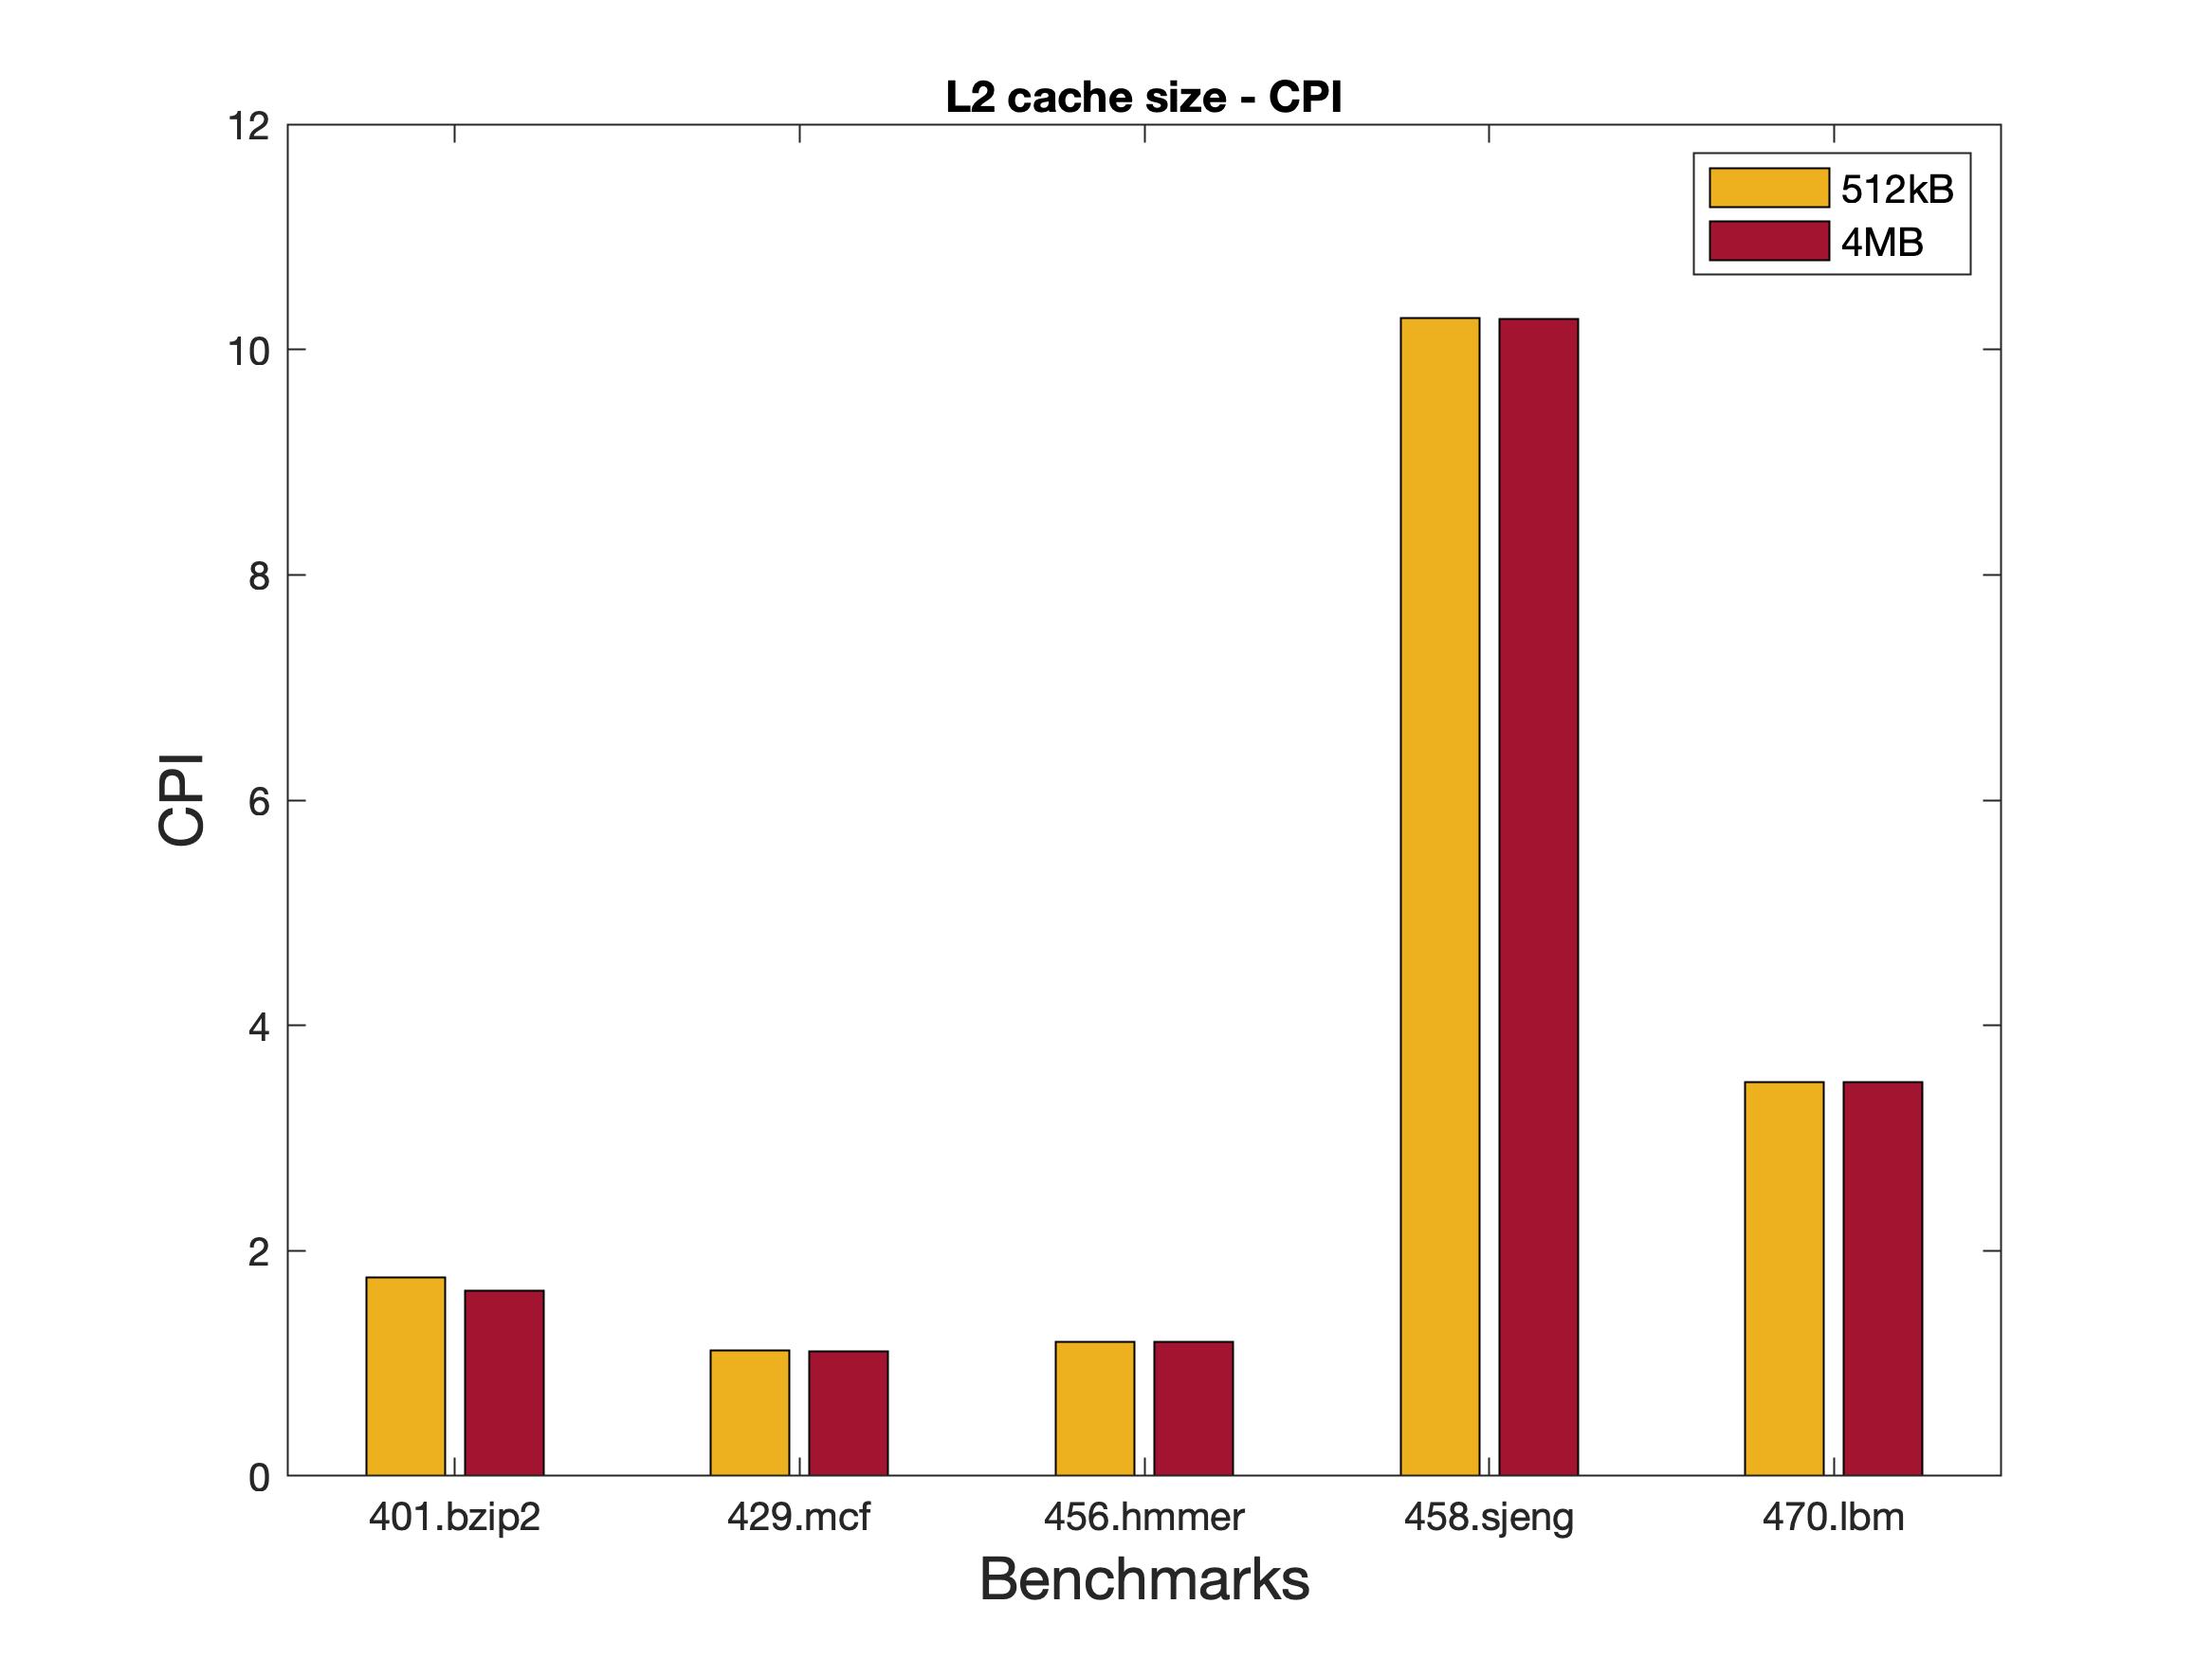 L2 cache size - CPI
512kB
4MB
12
10
8
6
4
2
0
CPI
401.bzip2
429.mcf
456.hmmer
458.sjeng
470.lbm
Benchmarks